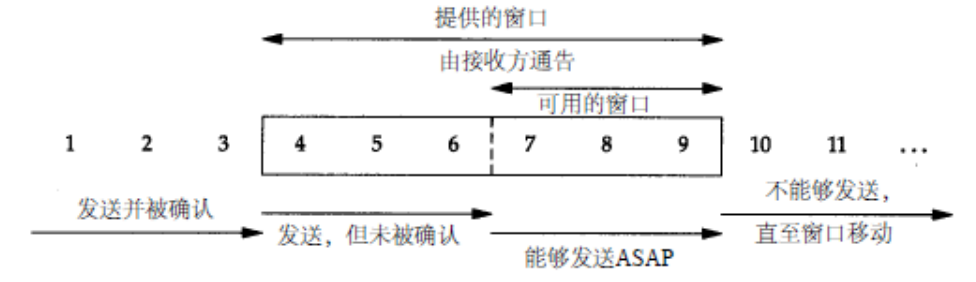 提供的窗口
由接收方通告
可用的窗口
1 2 3 4 5 6 7 8 9 10 11 ...
发送并被确认
发送，但未被确认
能够发送ASAP
不能够发送，
直至窗口移动